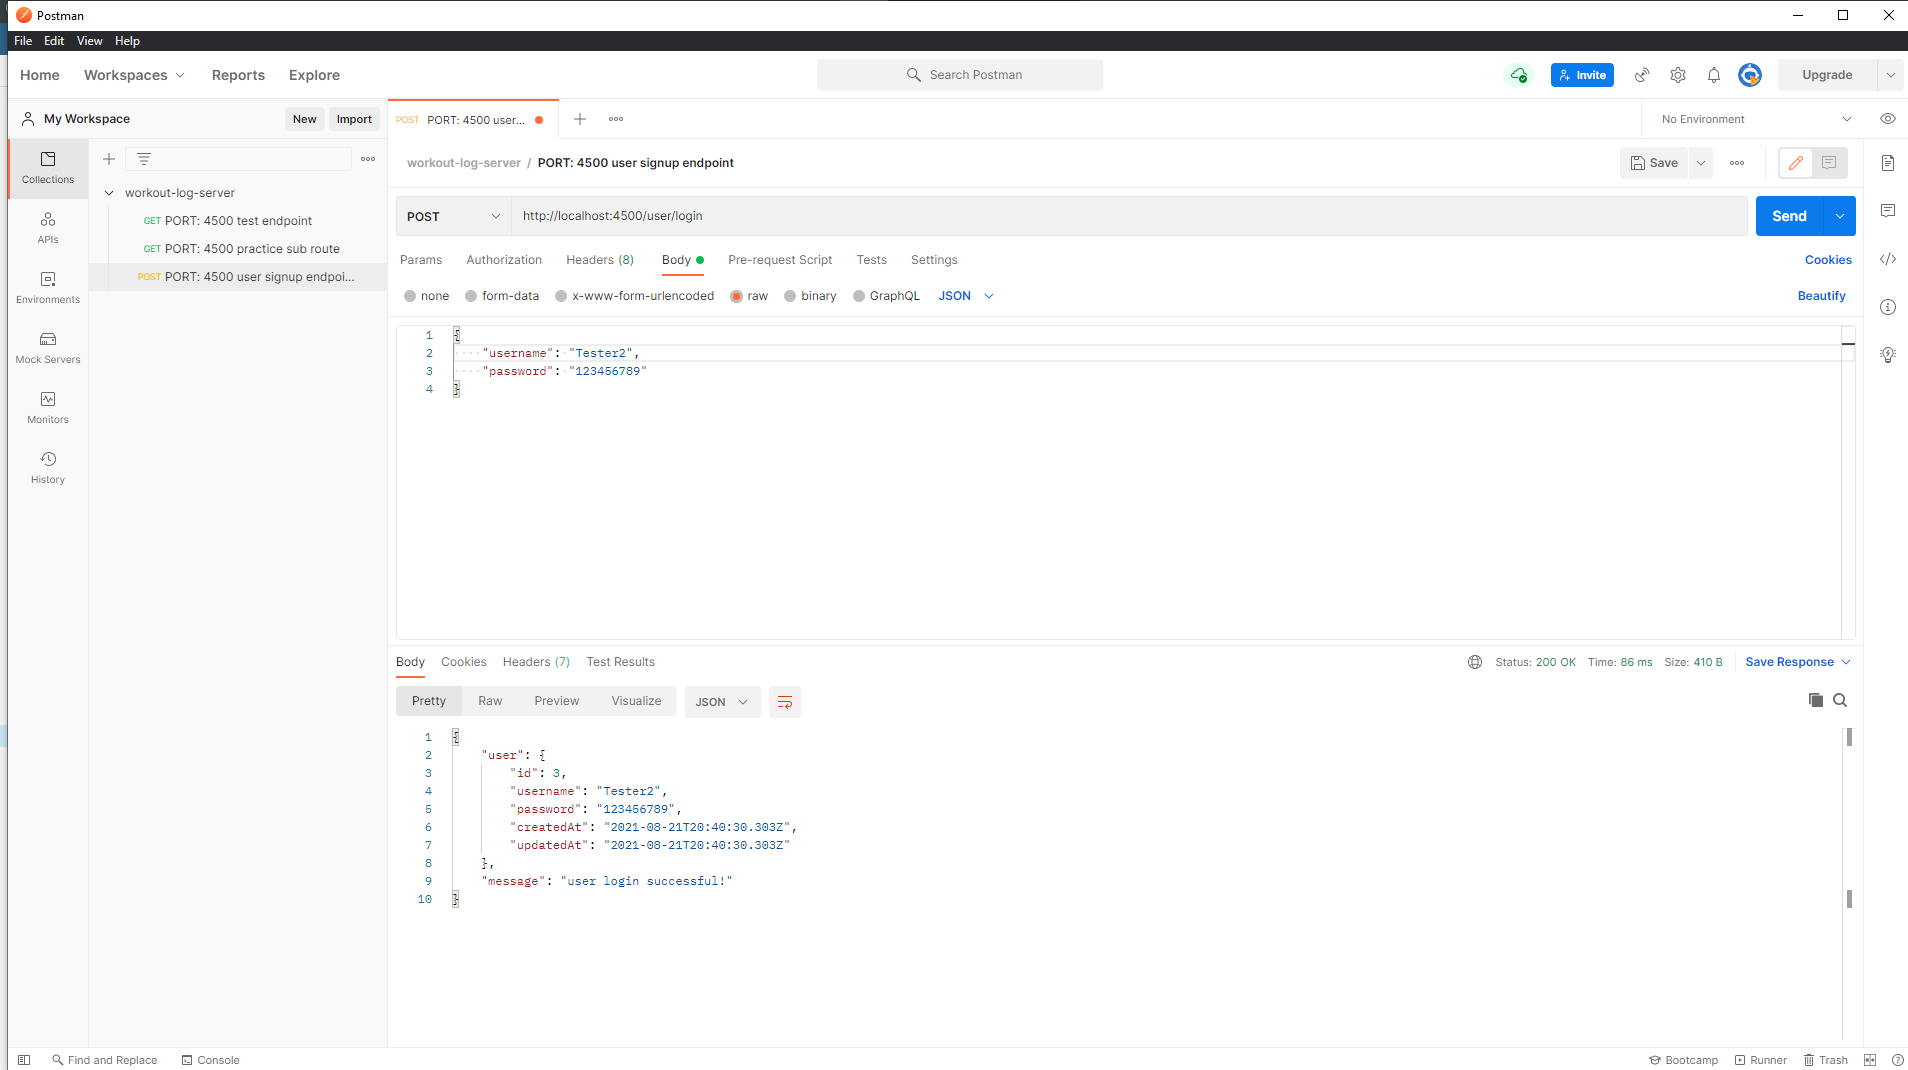 Postman
File Edit View Help
Home Workspaces Reports Explore Search Postman Invite Upgrade
My Workspace New Import POST PORT: 4500 user... No Environment
workout-log-server / PORT: 4500 user signup endpoint Save
Collections
APIs
Environments
Mock Servers
Monitors
History
workout-log-server
GET PORT: 4500 test endpoint
GET PORT: 4500 practice sub route
POST PORT: 4500 user signup endpoi...
POST http://localhost:4500/user/login Send
Params Authorization Headers (8) Body Pre-request Script Tests Settings Cookies
none form-data x-www-form-urlencoded raw binary GraphQL JSON Beautify
1 {
2 "username": "Tester2",
3 "password": "123456789"
4 }
Body Cookies Headers (7) Test Results Status: 200 OK Time: 86 ms Size: 410 B Save Response
Pretty Raw Preview Visualize JSON
1 {
2 "user": {
3 "id": 3,
4 "username": "Tester2",
5 "password": "123456789",
6 "createdAt": "2021-08-21T20:40:30.303Z",
7 "updatedAt": "2021-08-21T20:40:30.303Z"
8 },
9 "message": "user login successful!"
10 }
Find and Replace Console Bootcamp Runner Trash